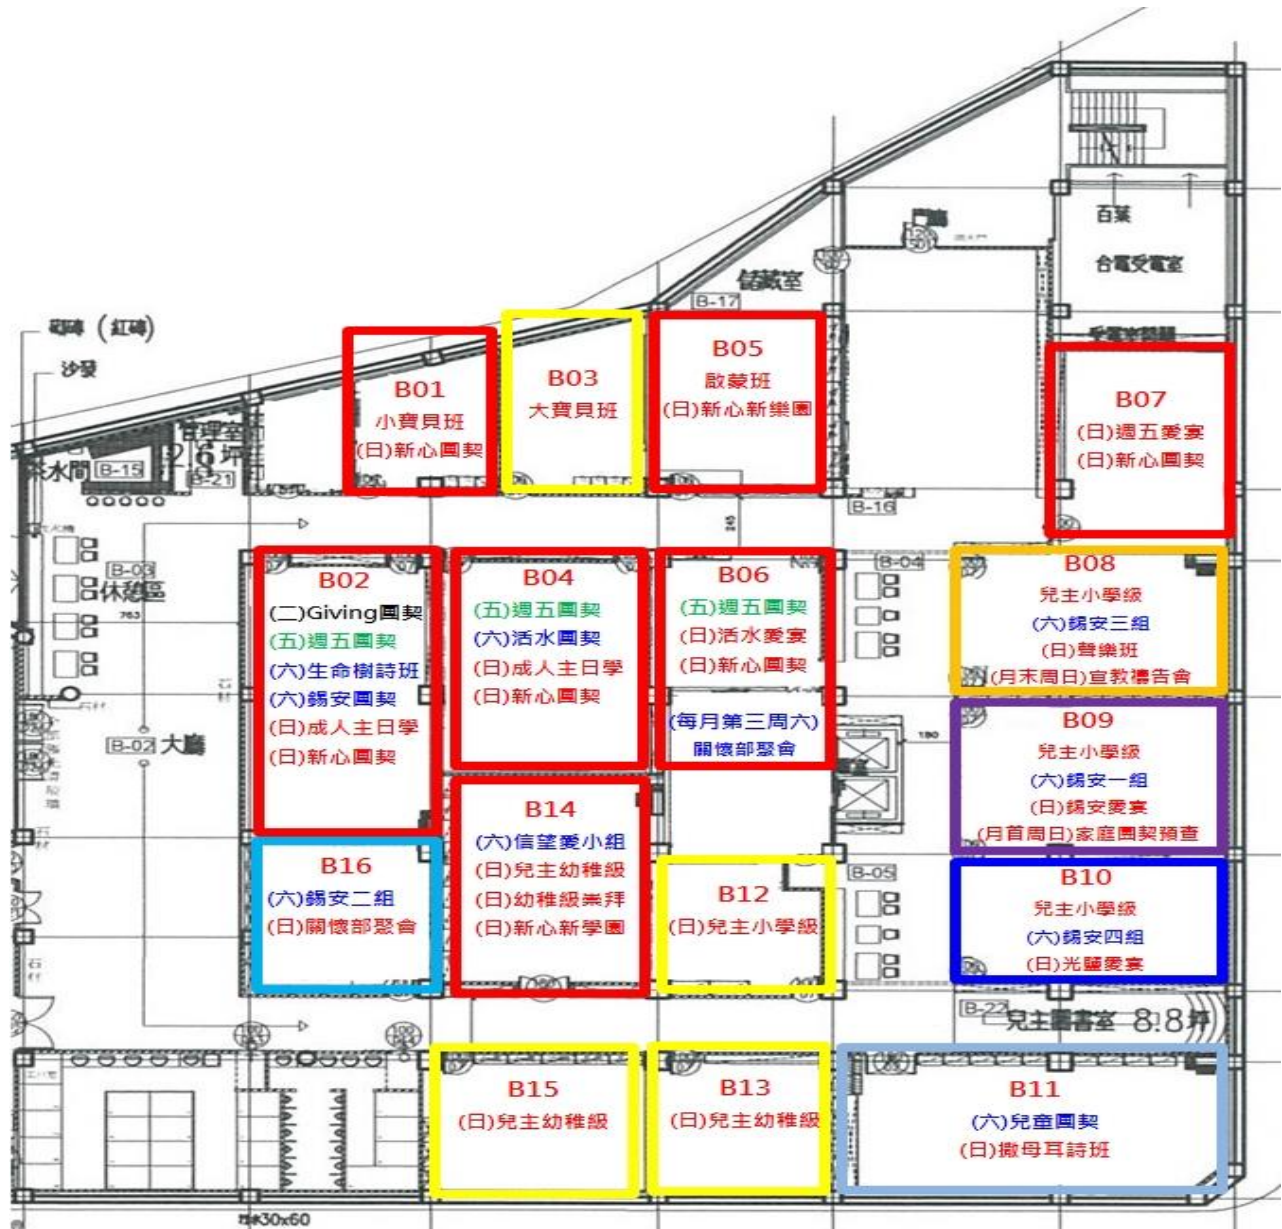 百葉
台電受電室
儲藏室
B-17
砌磚（紅磚）
沙發
管理室
2.6坪
茶水間
B-15
B-21
B01
小寶貝班
(日)新心團契
B03
大寶貝班
B05
啟蒙班
(日)新心新樂園
B07
(日)週五愛宴
(日)新心團契
B-16
245
B-03
休憩區
763
B-02
大廳
石材
石材
石材
B02
(二)Giving團契
(五)週五團契
(六)生命樹詩班
(六)錫安團契
(日)成人主日學
(日)新心團契
B04
(五)週五團契
(六)活水團契
(日)成人主日學
(日)新心團契
B06
(五)週五團契
(日)活水愛宴
(日)新心團契
(每月第三周六)
關懷部聚會
B-04
B08
兒主小學級
(六)錫安三組
(日)聲樂班
(月末周日)宣教禱告會
180
B09
兒主小學級
(六)錫安一組
(日)錫安愛宴
(月首周日)家庭團契預查
B14
(六)信望愛小組
(日)兒主幼稚級
(日)幼稚級崇拜
(日)新心新學園
B16
(六)錫安二組
(日)關懷部聚會
B12
(日)兒主小學級
B-05
B10
兒主小學級
(六)錫安四組
(日)光鹽愛宴
B-22
兒主圖書室 8.8坪
B15
(日)兒主幼稚級
B13
(日)兒主幼稚級
B11
(六)兒童團契
(日)撒母耳詩班
30x60